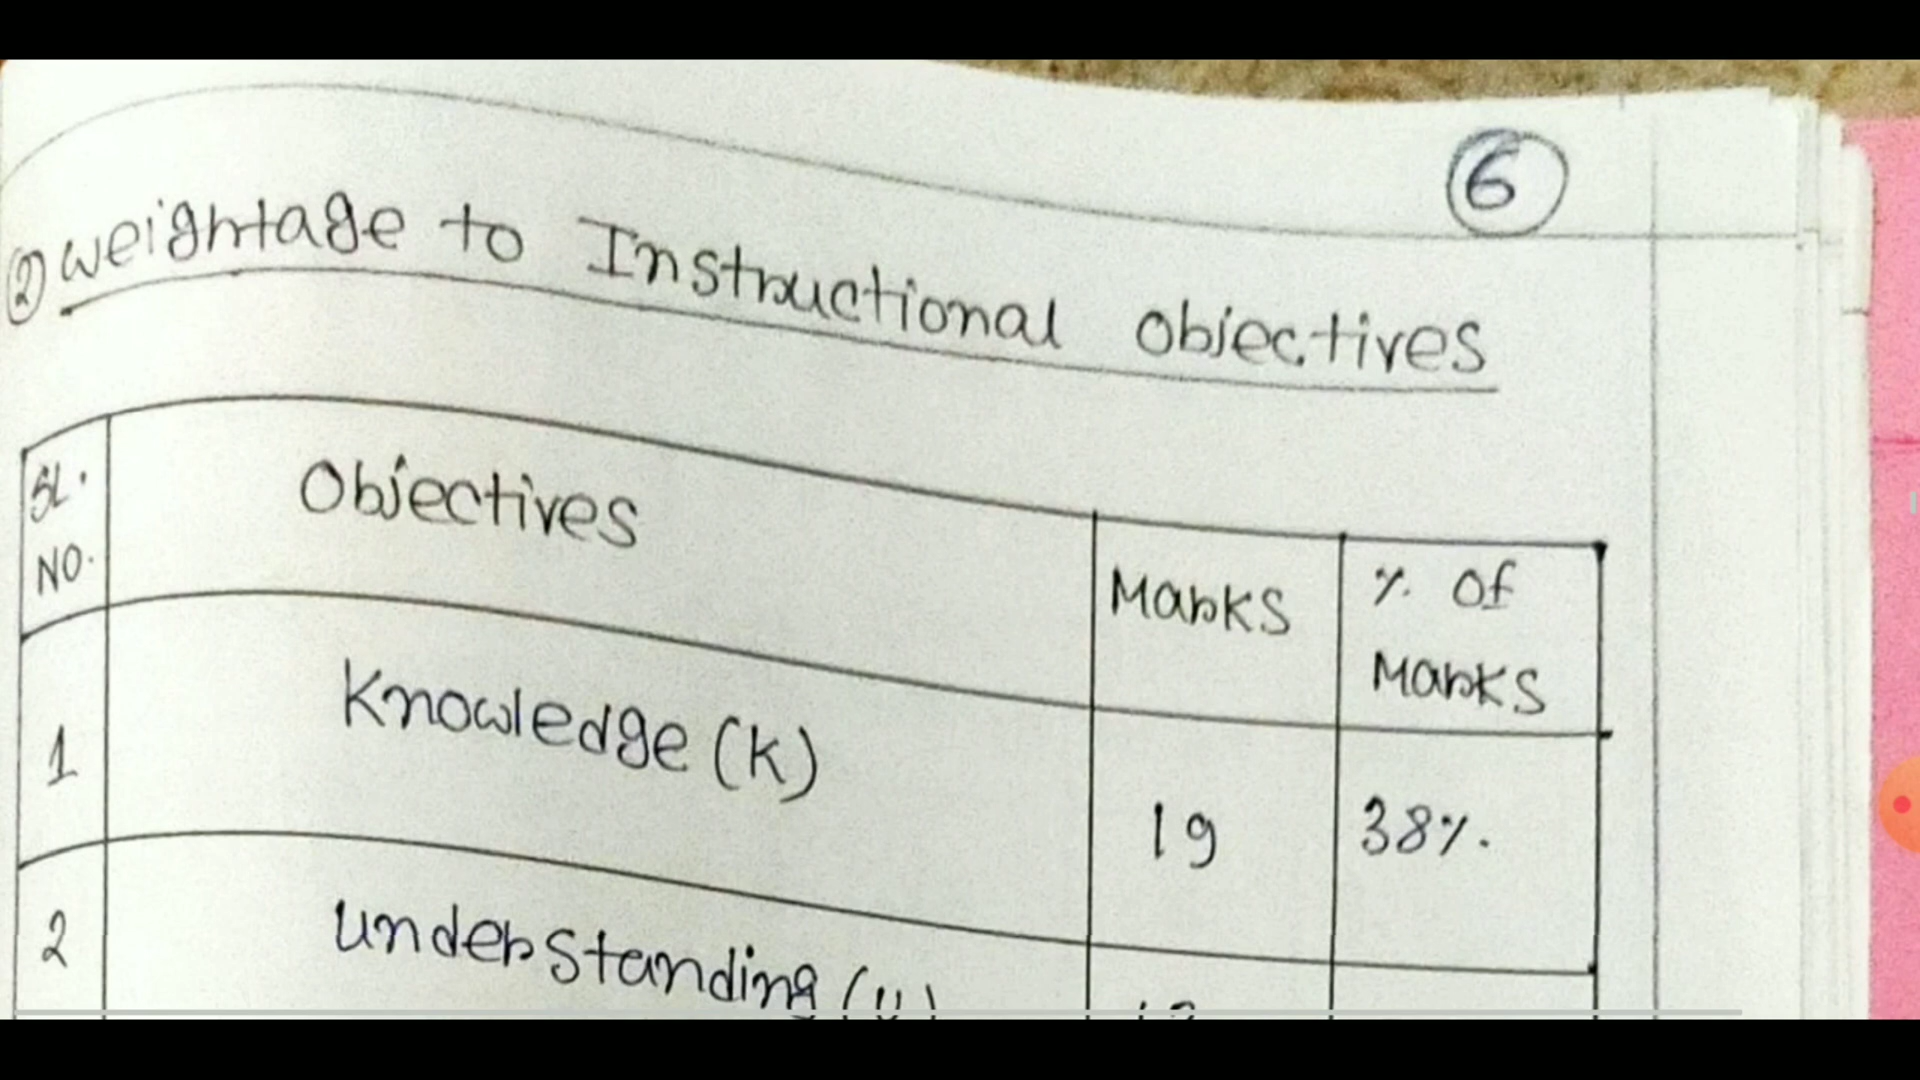 6
② Weightage to Instructional Objectives
SL. NO.
Objectives
Marks
% Of Marks
1
Knowledge (K)
19
38%.
2
Understanding (U)